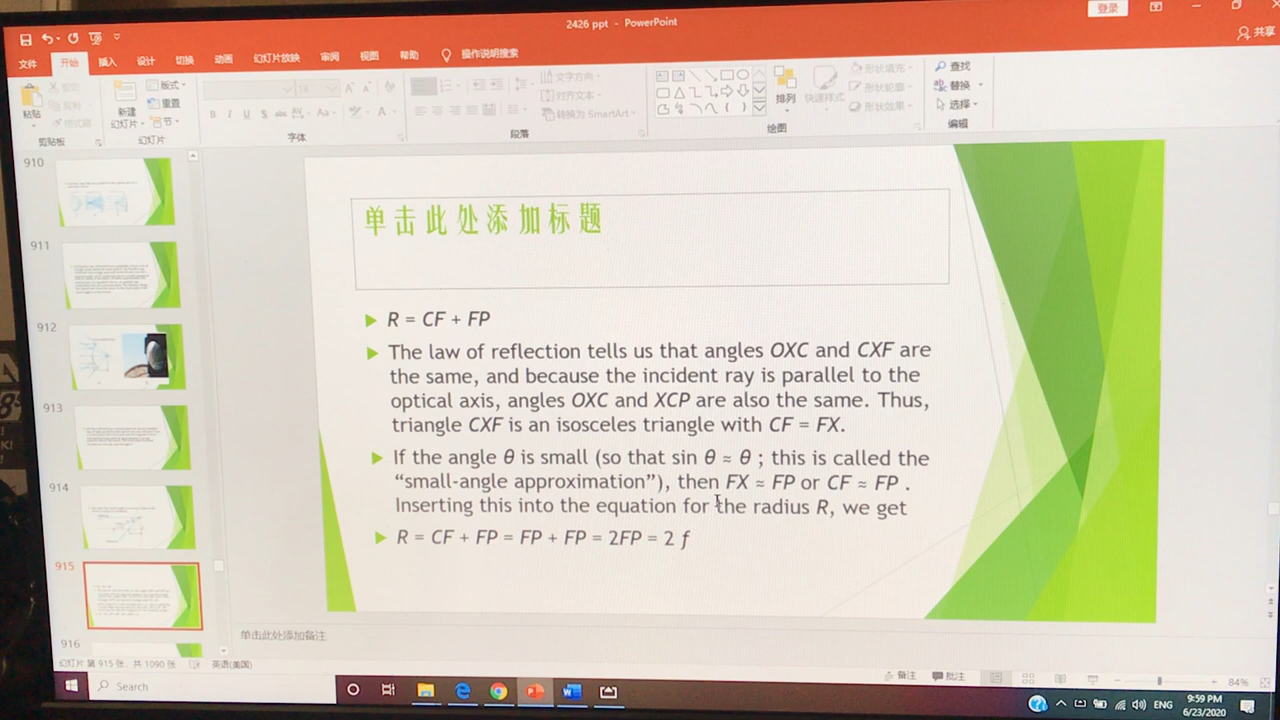 2426 ppt - PowerPoint
登录
文件 开始 插入 设计 切换 动画 幻灯片放映 审阅 视图 帮助 操作说明搜索 共享
粘贴
新建
幻灯片
版式
重置
节
文字方向
对齐文本
转换为 SmartArt
排列
快速样式
形状填充
形状轮廓
形状效果
查找
替换
选择
剪贴板 幻灯片 字体 段落 绘图 编辑
910
911
912
913
914
915
916
单击此处添加标题
R = CF + FP
The law of reflection tells us that angles OXC and CXF are
the same, and because the incident ray is parallel to the
optical axis, angles OXC and XCP are also the same. Thus,
triangle CXF is an isosceles triangle with CF = FX.
If the angle θ is small (so that sin θ ≈ θ ; this is called the
“small-angle approximation”), then FX ≈ FP or CF ≈ FP .
Inserting this into the equation for the radius R, we get
R = CF + FP = FP + FP = 2FP = 2 f
单击此处添加备注
幻灯片 第 915 张，共 1090 张 英语(美国) 备注 批注 84%
Search
ENG
9:59 PM
6/23/2020